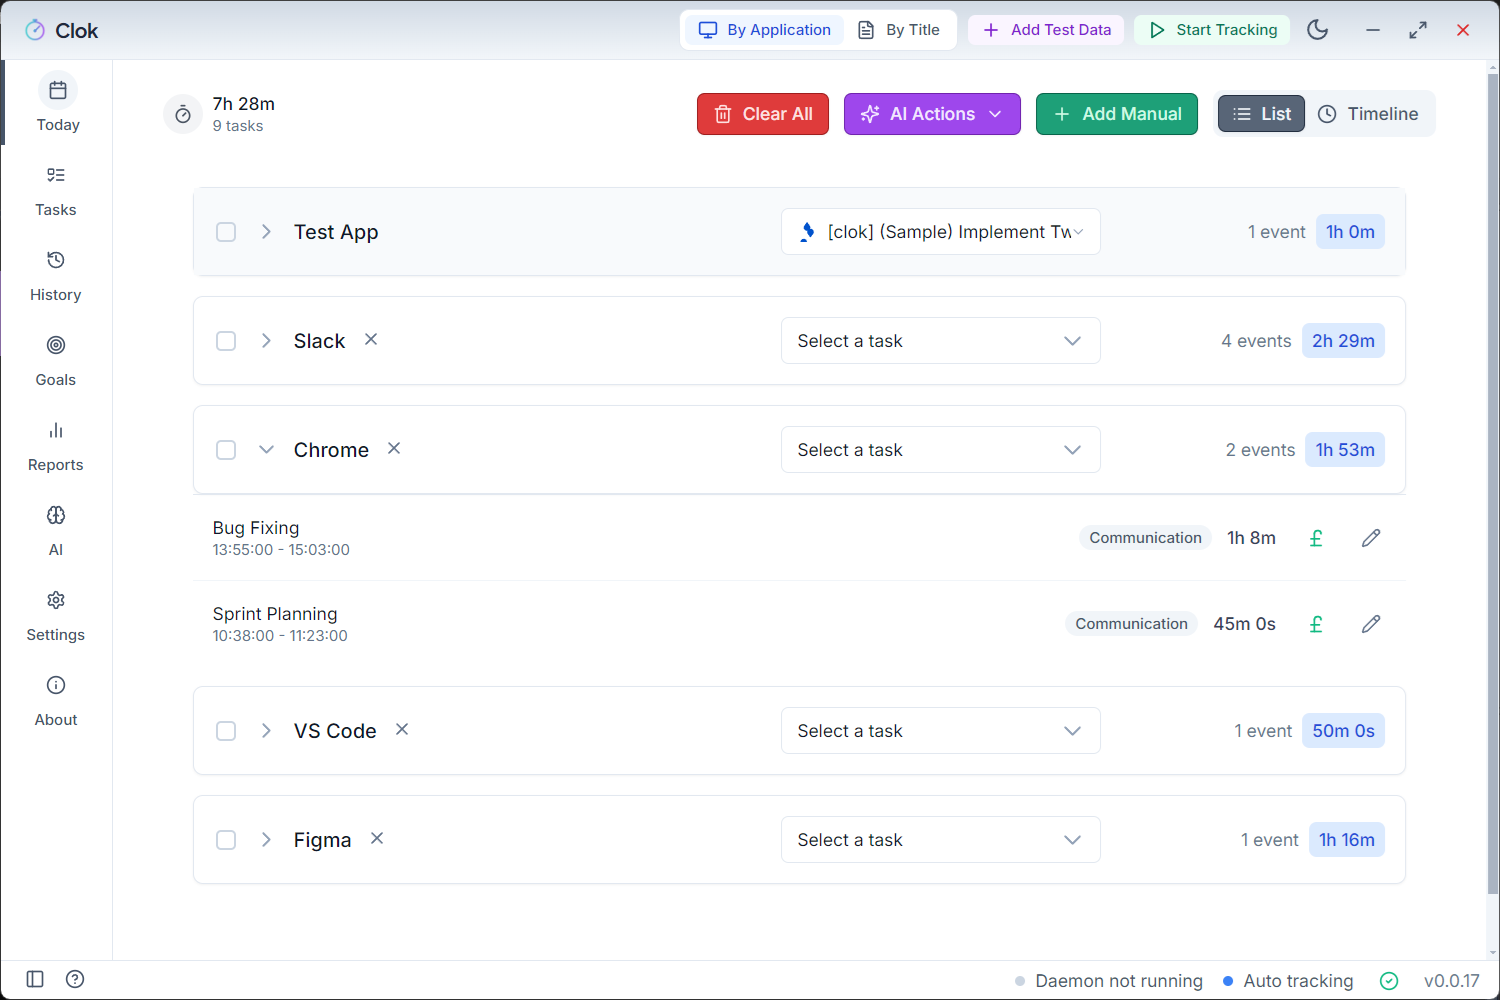 Clok
By Application
By Title
Add Test Data
Start Tracking
Today
Tasks
History
Goals
Reports
AI
Settings
About
7h 28m
9 tasks
Clear All
AI Actions
Add Manual
List
Timeline
Test App
[clok] (Sample) Implement Tw
1 event
1h 0m
Slack
Select a task
4 events
2h 29m
Chrome
Select a task
2 events
1h 53m
Bug Fixing
13:55:00 - 15:03:00
Communication
1h 8m
£
Sprint Planning
10:38:00 - 11:23:00
Communication
45m 0s
£
VS Code
Select a task
1 event
50m 0s
Figma
Select a task
1 event
1h 16m
Daemon not running
Auto tracking
v0.0.17